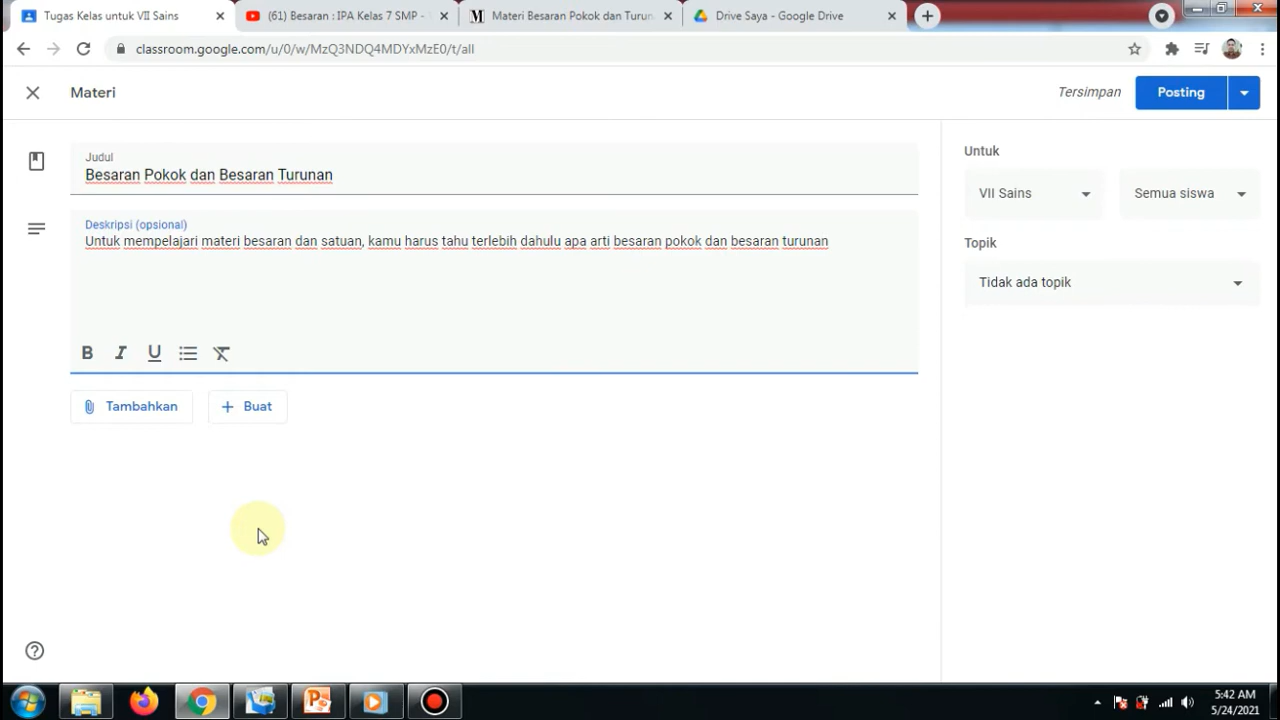 Tugas Kelas untuk VII Sains
(61) Besaran : IPA Kelas 7 SMP -
M Materi Besaran Pokok dan Turun
Drive Saya - Google Drive
classroom.google.com/u/0/w/MzQ3NDQ4MDYxMzE0/t/all
Materi
Tersimpan
Posting
Judul
Besaran Pokok dan Besaran Turunan
Deskripsi (opsional)
Untuk mempelajari materi besaran dan satuan, kamu harus tahu terlebih dahulu apa arti besaran pokok dan besaran turunan
B I U
Tambahkan
Buat
Untuk
VII Sains
Semua siswa
Topik
Tidak ada topik
5:42 AM
5/24/2021